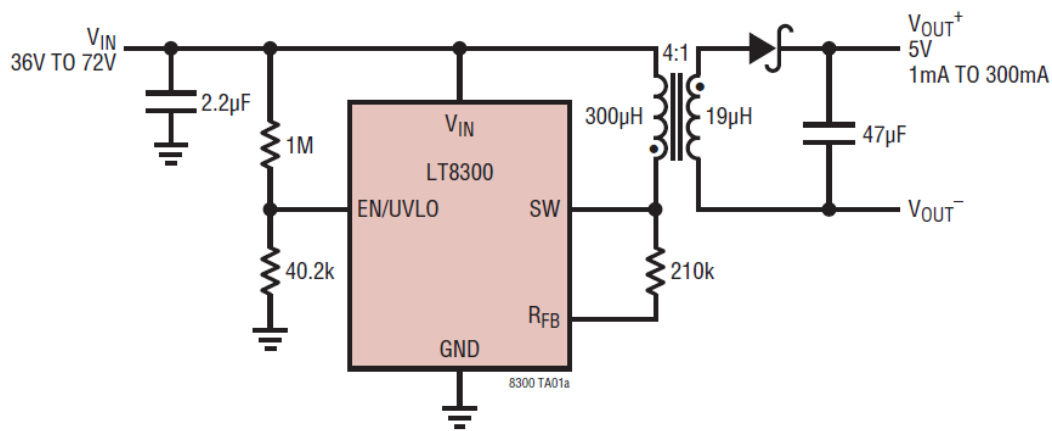 V_IN
36V TO 72V
2.2µF
1M
40.2k
V_IN
LT8300
EN/UVLO
SW
R_FB
GND
8300 TA01a
4:1
300µH
19µH
210k
47µF
V_OUT⁺
5V
1mA TO 300mA
V_OUT⁻